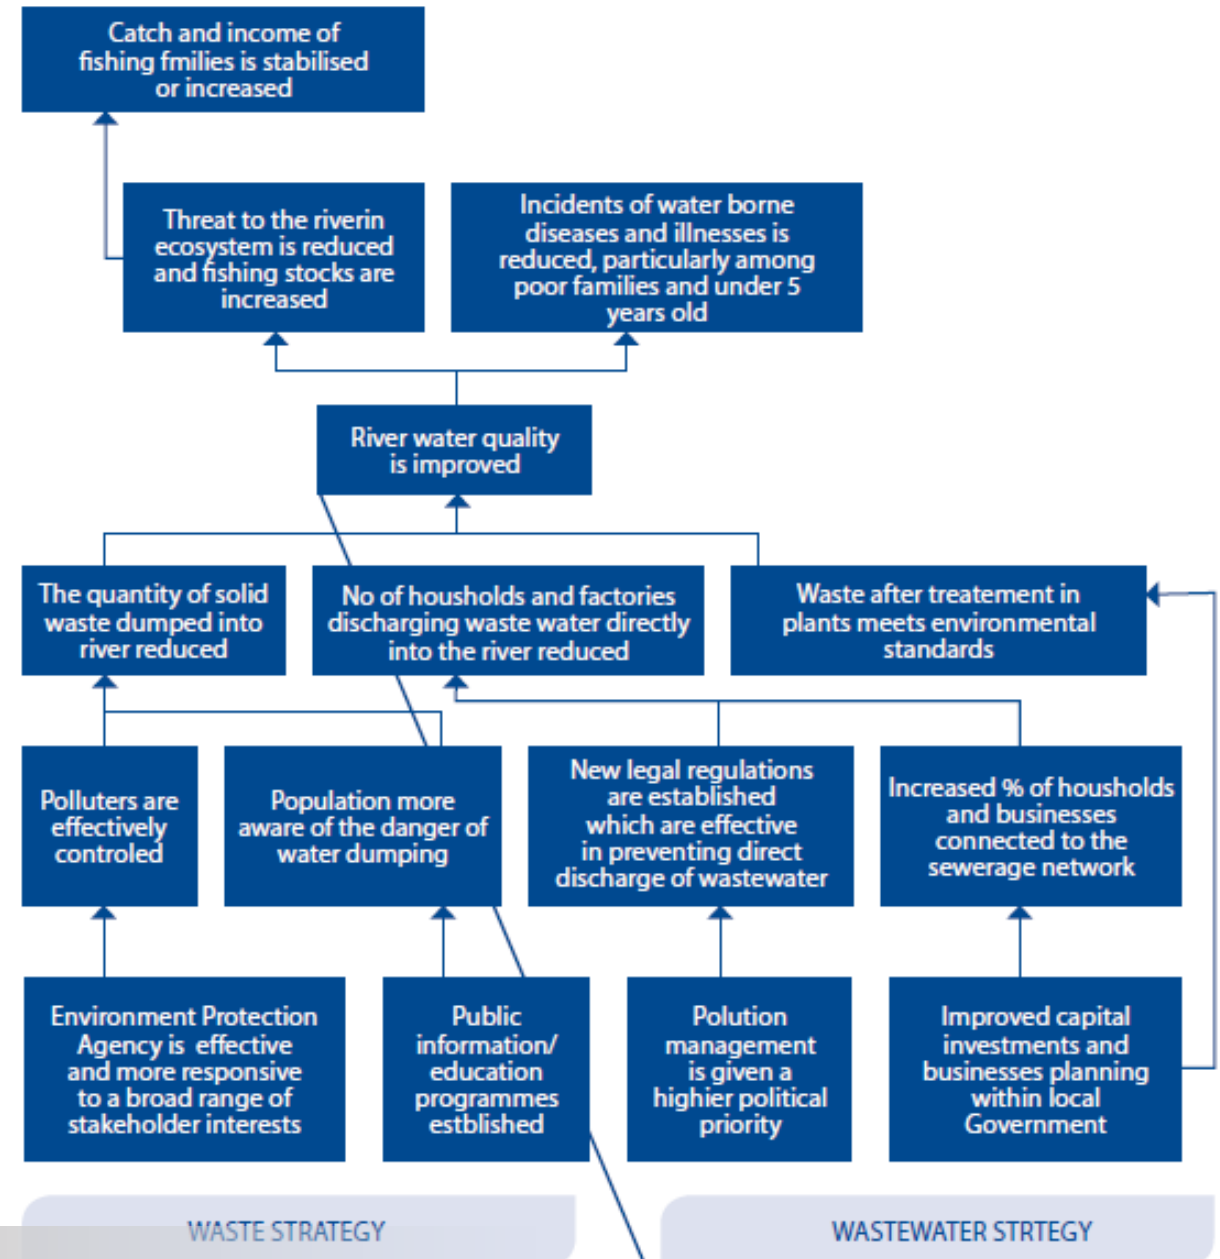 Catch and income of
fishing fmilies is stabilised
or increased
Threat to the riverin
ecosystem is reduced
and fishing stocks are
increased
Incidents of water borne
diseases and illnesses is
reduced, particularly among
poor families and under 5
years old
River water quality
is improved
The quantity of solid
waste dumped into
river reduced
No of housholds and factories
discharging waste water directly
into the river reduced
Waste after treatement in
plants meets environmental
standards
Polluters are
effectively
controled
Population more
aware of the danger of
water dumping
New legal regulations
are established
which are effective
in preventing direct
discharge of wastewater
Increased % of housholds
and businesses
connected to the
sewerage network
Environment Protection
Agency is effective
and more responsive
to a broad range of
stakeholder interests
Public
information/
education
programmes
estblished
Polution
management
is given a
highier political
priority
Improved capital
investments and
businesses planning
within local
Government
WASTE STRATEGY
WASTEWATER STRTEGY